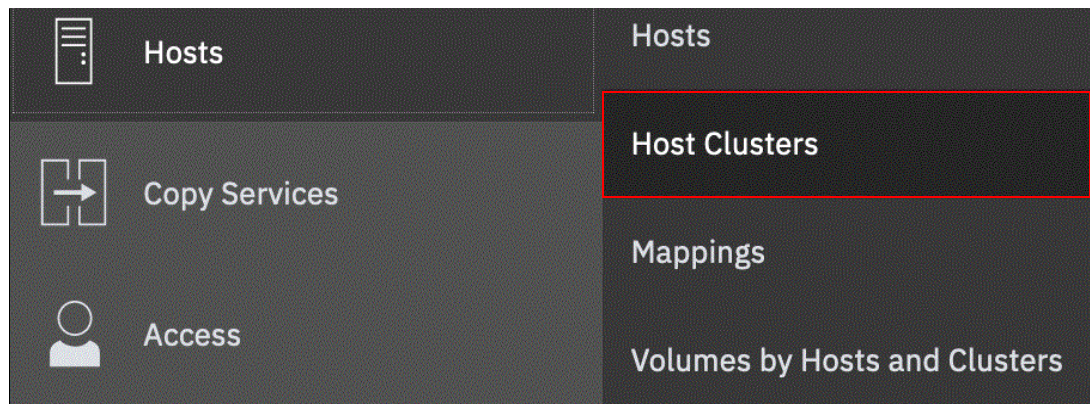 Hosts
Copy Services
Access
Hosts
Host Clusters
Mappings
Volumes by Hosts and Clusters